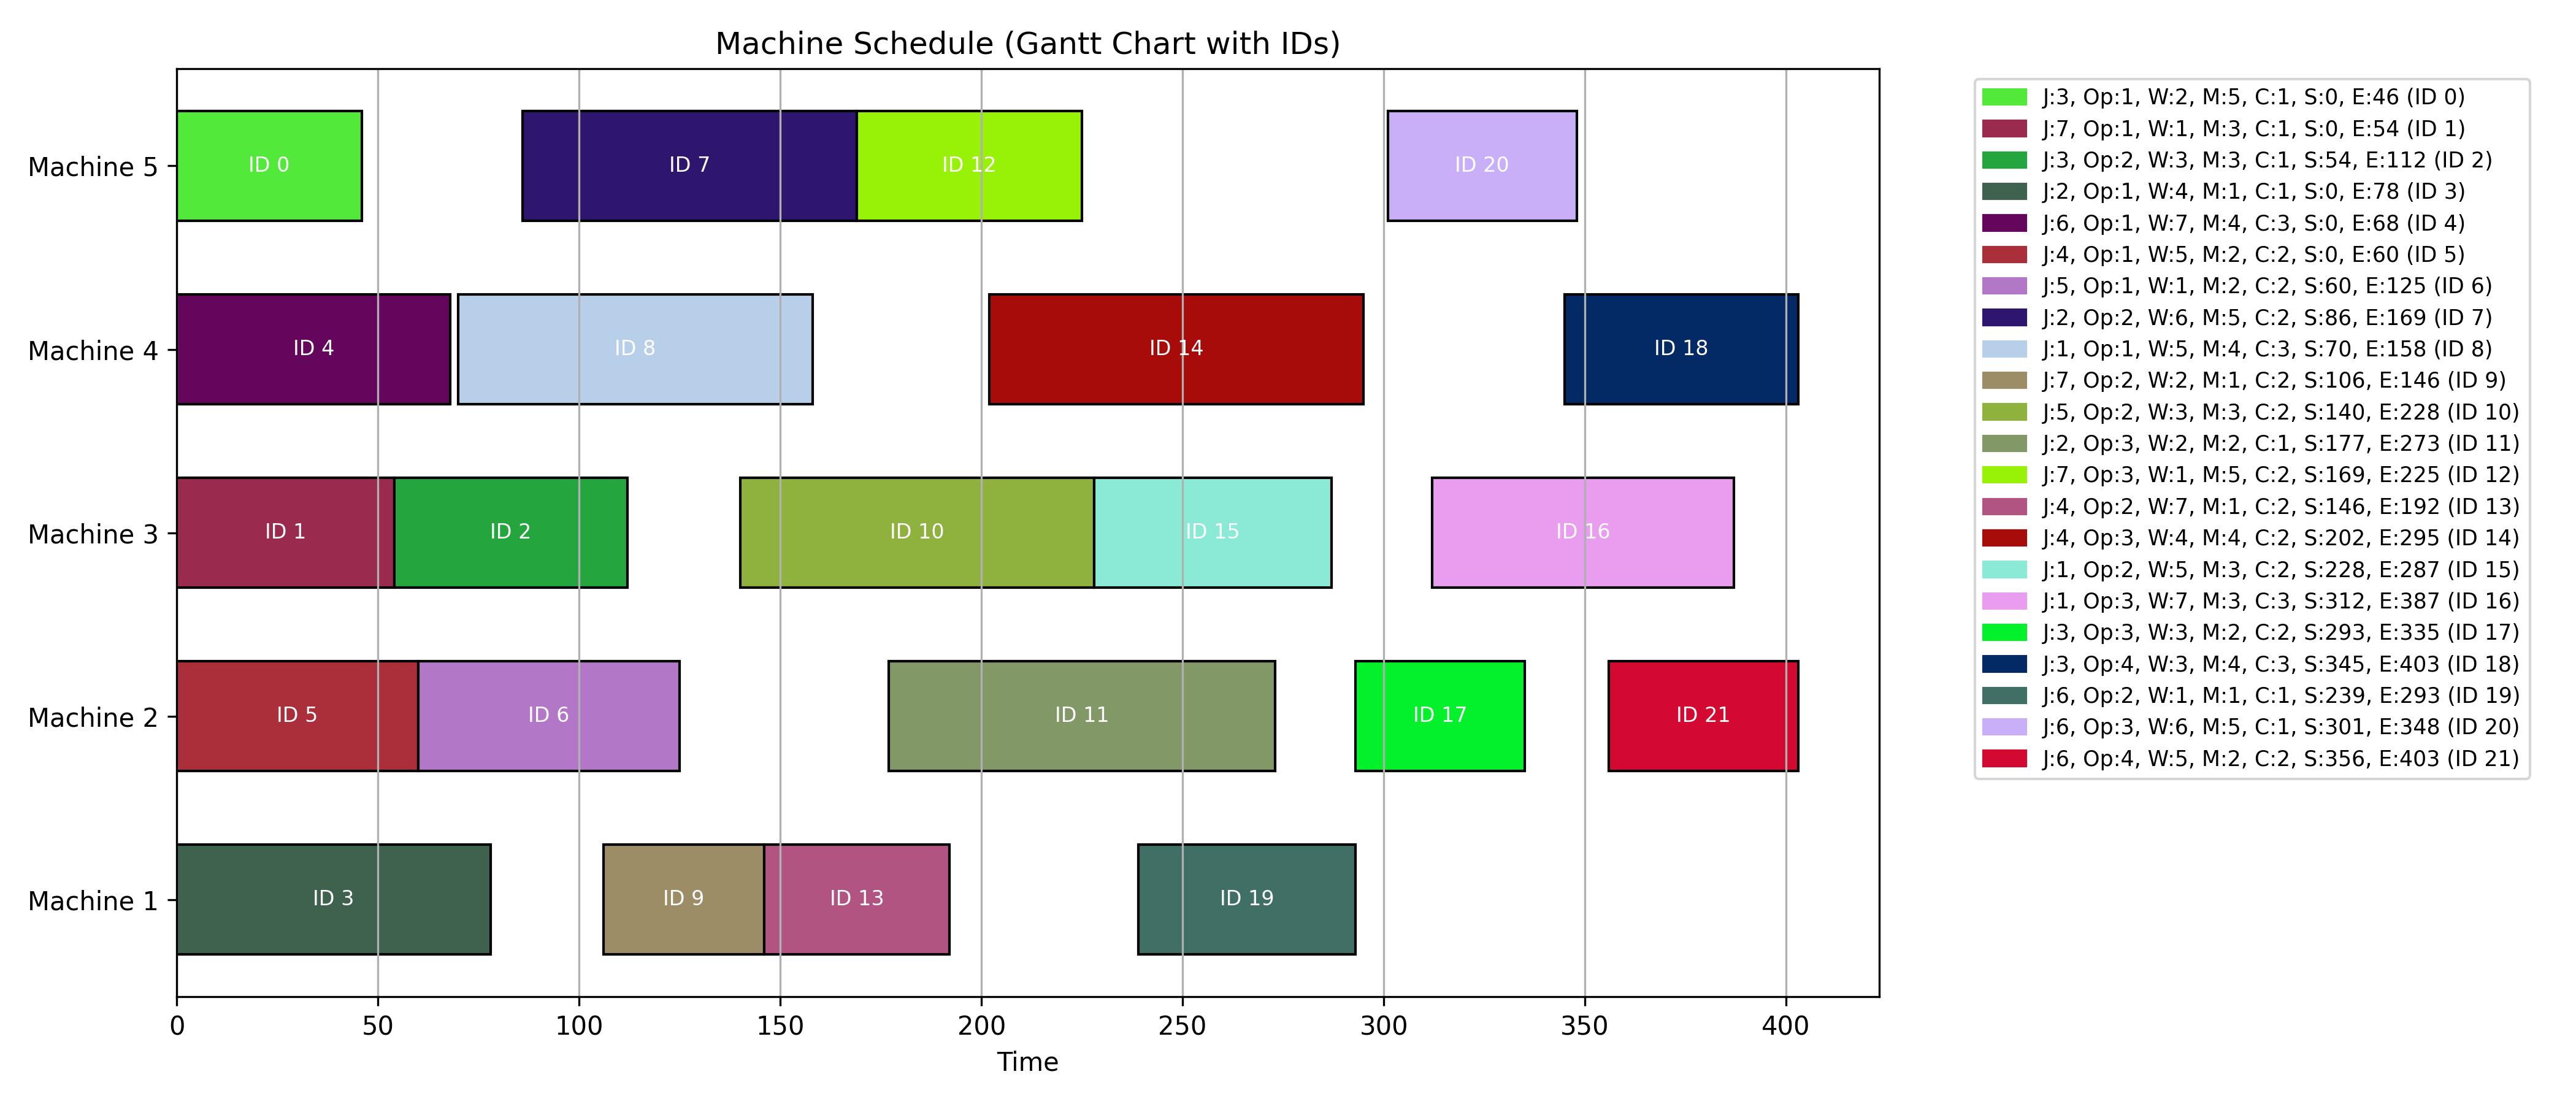 Machine Schedule (Gantt Chart with IDs)
Machine 5
ID 0
ID 7
ID 12
ID 20
Machine 4
ID 4
ID 8
ID 14
ID 18
Machine 3
ID 1
ID 2
ID 10
ID 15
ID 16
Machine 2
ID 5
ID 6
ID 11
ID 17
ID 21
Machine 1
ID 3
ID 9
ID 13
ID 19
0 50 100 150 200 250 300 350 400
Time
J:3, Op:1, W:2, M:5, C:1, S:0, E:46 (ID 0)
J:7, Op:1, W:1, M:3, C:1, S:0, E:54 (ID 1)
J:3, Op:2, W:3, M:3, C:1, S:54, E:112 (ID 2)
J:2, Op:1, W:4, M:1, C:1, S:0, E:78 (ID 3)
J:6, Op:1, W:7, M:4, C:3, S:0, E:68 (ID 4)
J:4, Op:1, W:5, M:2, C:2, S:0, E:60 (ID 5)
J:5, Op:1, W:1, M:2, C:2, S:60, E:125 (ID 6)
J:2, Op:2, W:6, M:5, C:2, S:86, E:169 (ID 7)
J:1, Op:1, W:5, M:4, C:3, S:70, E:158 (ID 8)
J:7, Op:2, W:2, M:1, C:2, S:106, E:146 (ID 9)
J:5, Op:2, W:3, M:3, C:2, S:140, E:228 (ID 10)
J:2, Op:3, W:2, M:2, C:1, S:177, E:273 (ID 11)
J:7, Op:3, W:1, M:5, C:2, S:169, E:225 (ID 12)
J:4, Op:2, W:7, M:1, C:2, S:146, E:192 (ID 13)
J:4, Op:3, W:4, M:4, C:2, S:202, E:295 (ID 14)
J:1, Op:2, W:5, M:3, C:2, S:228, E:287 (ID 15)
J:1, Op:3, W:7, M:3, C:3, S:312, E:387 (ID 16)
J:3, Op:3, W:3, M:2, C:2, S:293, E:335 (ID 17)
J:3, Op:4, W:3, M:4, C:3, S:345, E:403 (ID 18)
J:6, Op:2, W:1, M:1, C:1, S:239, E:293 (ID 19)
J:6, Op:3, W:6, M:5, C:1, S:301, E:348 (ID 20)
J:6, Op:4, W:5, M:2, C:2, S:356, E:403 (ID 21)